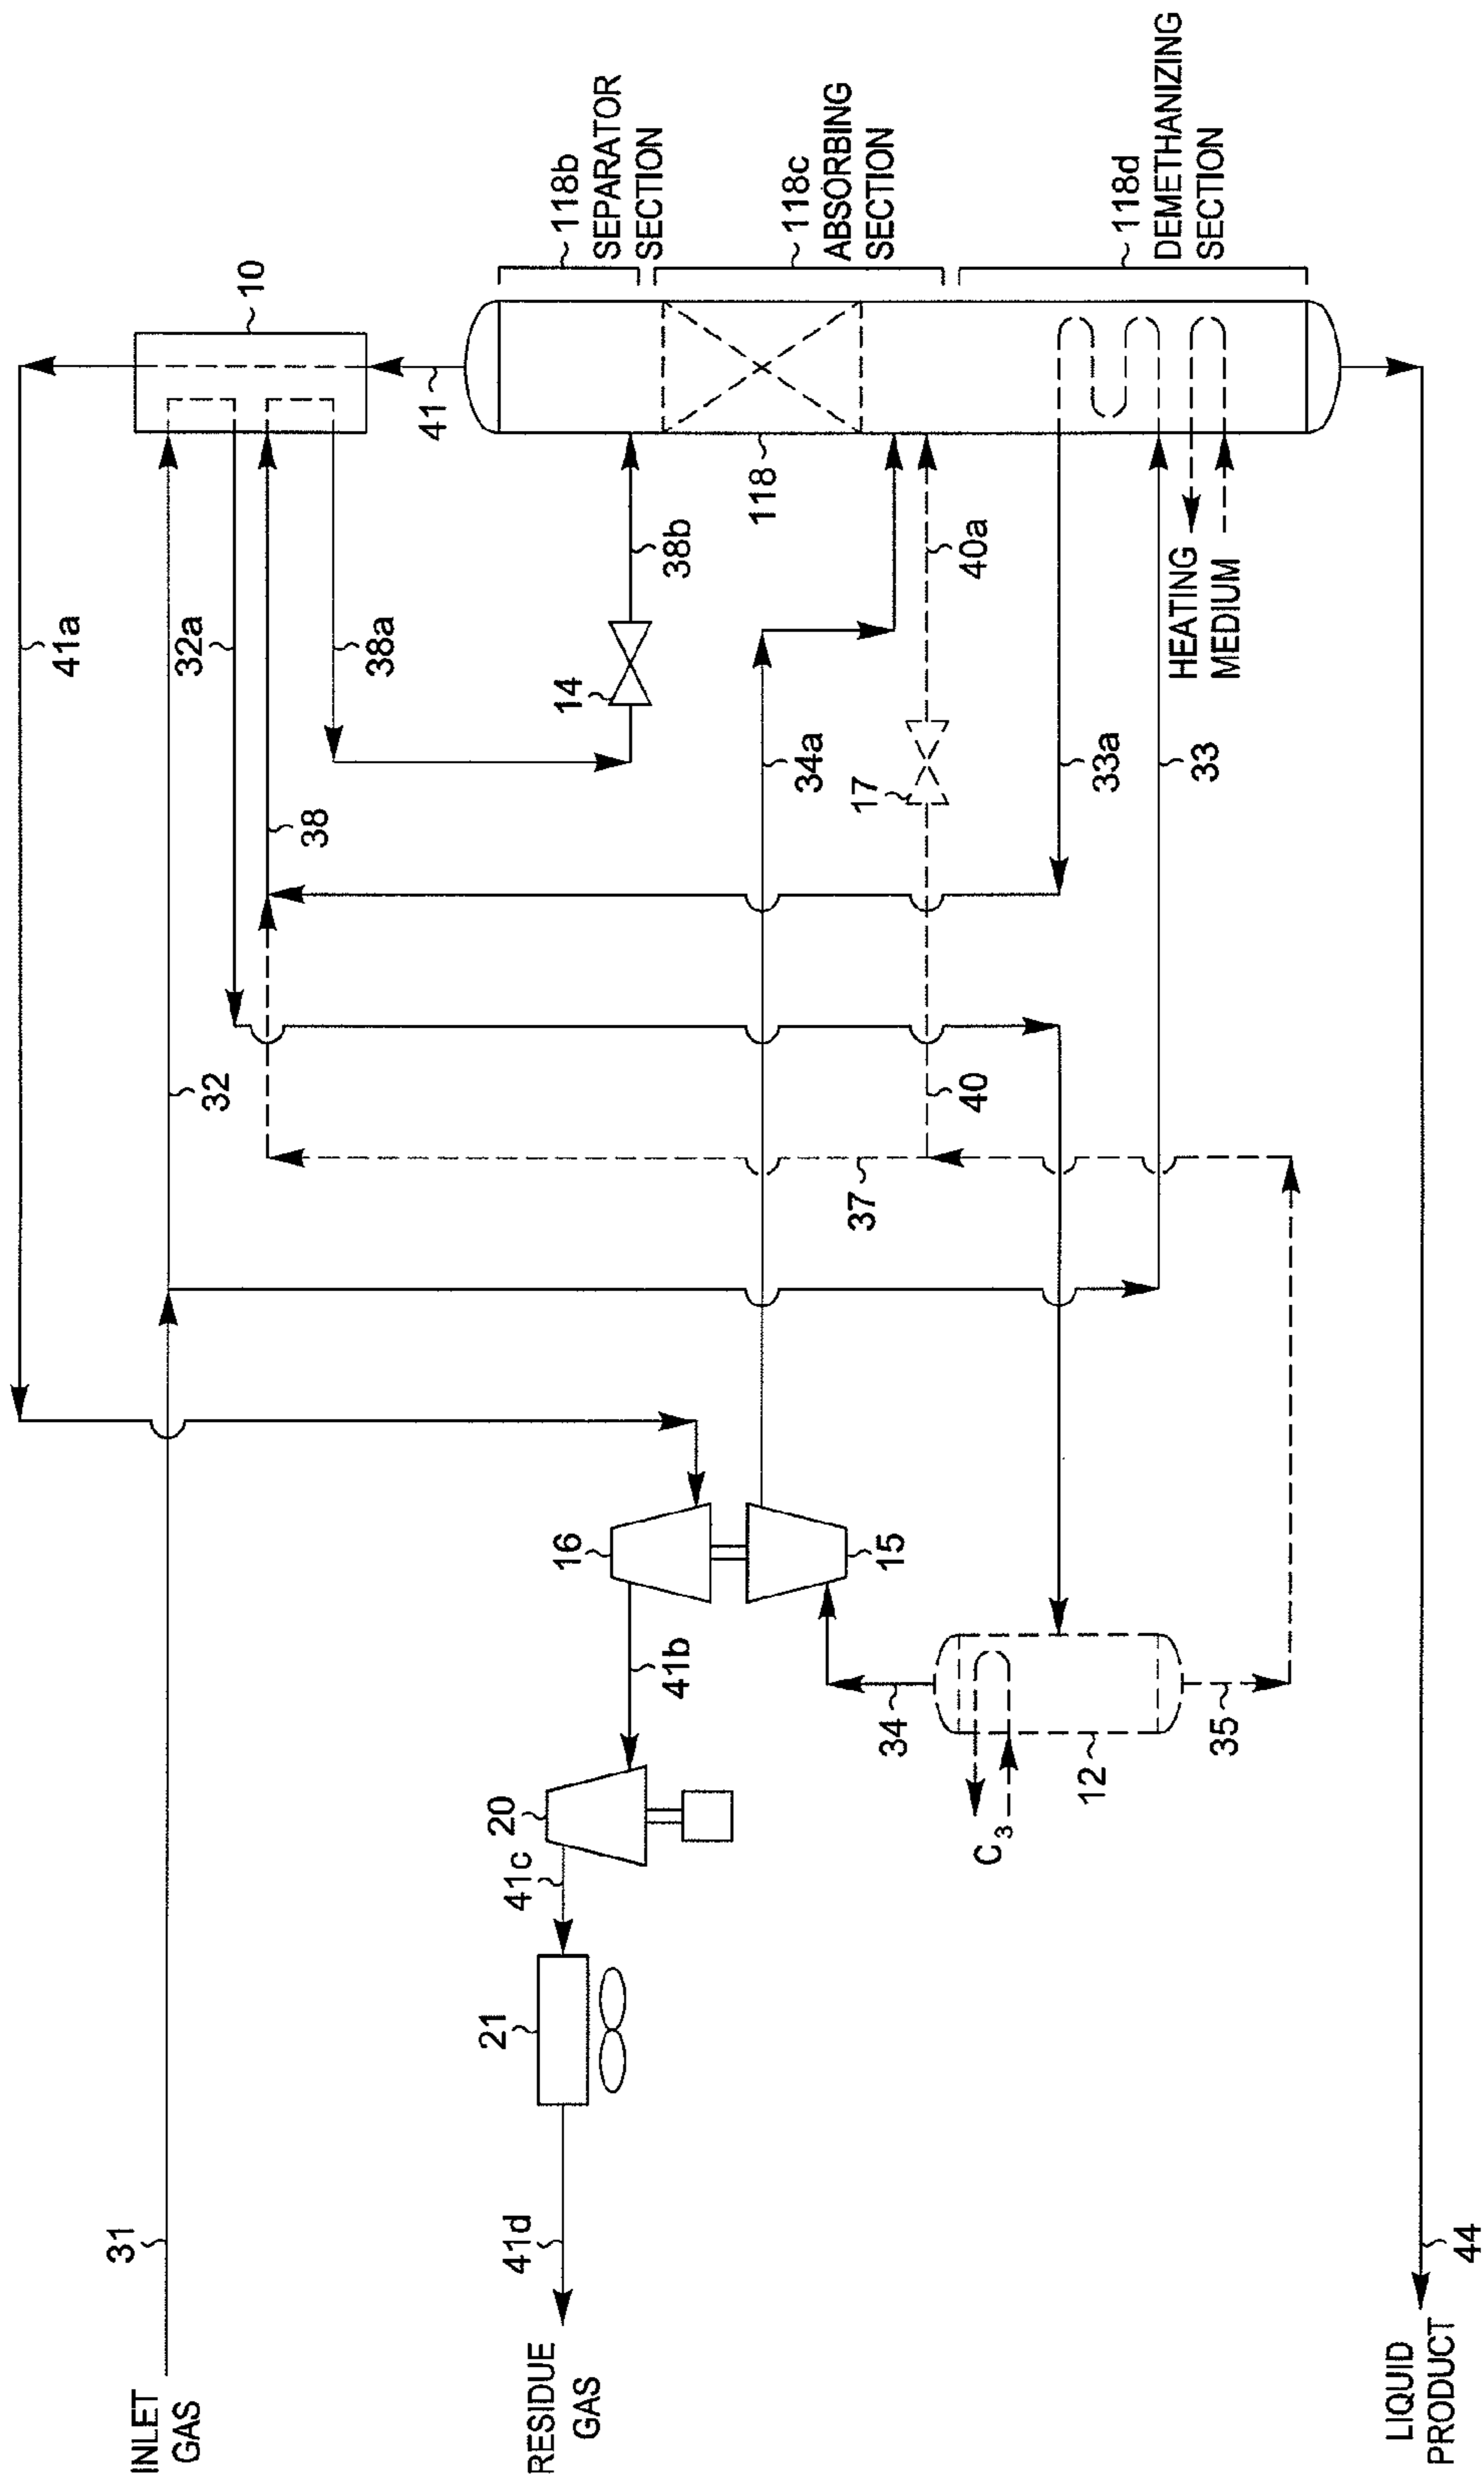 31
INLET
GAS
41a
32
32a
38
38a
10
41
14
38b
118b
SEPARATOR
SECTION
118
118c
ABSORBING
SECTION
118d
DEMETHANIZING
SECTION
34a
17
40a
40
37
33a
33
HEATING
MEDIUM
16
15
41b
20
41c
21
41d
RESIDUE
GAS
34
12
35
C3
44
LIQUID
PRODUCT